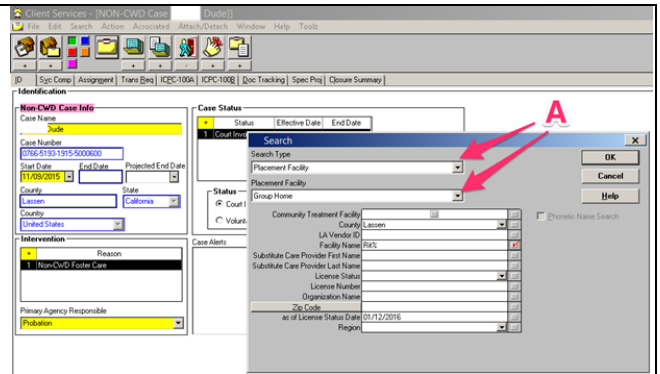 Client Services - [NON-CWD Case Dude]]
File Edit Search Action Associated Attach/Detach Window Help Toolz
ID Svc Comp Assignment Trans Req ICPC-100A ICPC-100B Doc Tracking Spec Proj Closure Summary
Identification
Non-CWD Case Info
Case Name
Dude
Case Number
0766-5193-1915-5000600
Start Date End Date Projected End Date
11/09/2015
County State
Lassen California
Country
United States
Intervention
+ Reason
1 Non-CWD Foster Care
Primary Agency Responsible
Probation
Case Status
+ Status Effective Date End Date
1 Court Invo
Status
Court I
Volunt
Case Alerts
A
Search
Search Type
Placement Facility
Placement Facility
Group Home
Community Treatment Facility
County Lassen
LA Vendor ID
Facility Name Rit%
Substitute Care Provider First Name
Substitute Care Provider Last Name
License Status
License Number
Organization Name
Zip Code
as of License Status Date 01/12/2016
Region
OK
Cancel
Help
Phonetic Name Search